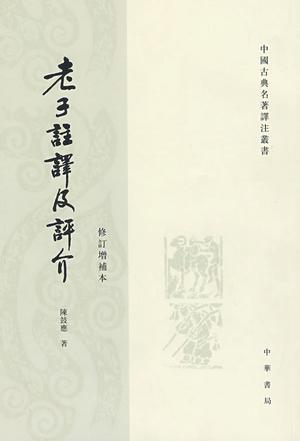 中國古典名著譯注叢書
老子註譯及評介
修訂增補本
陳鼓應 著
中華書局